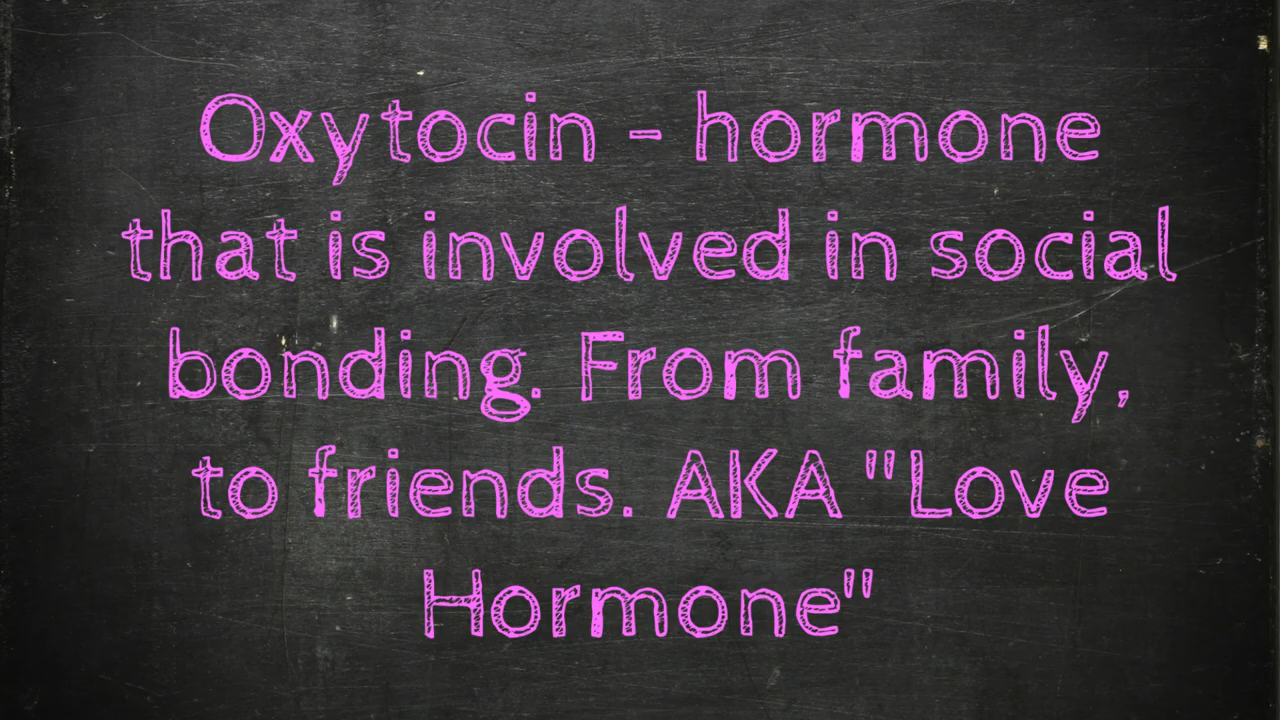 Oxytocin - hormone
that is involved in social
bonding. From family,
to friends. AKA "Love
Hormone"